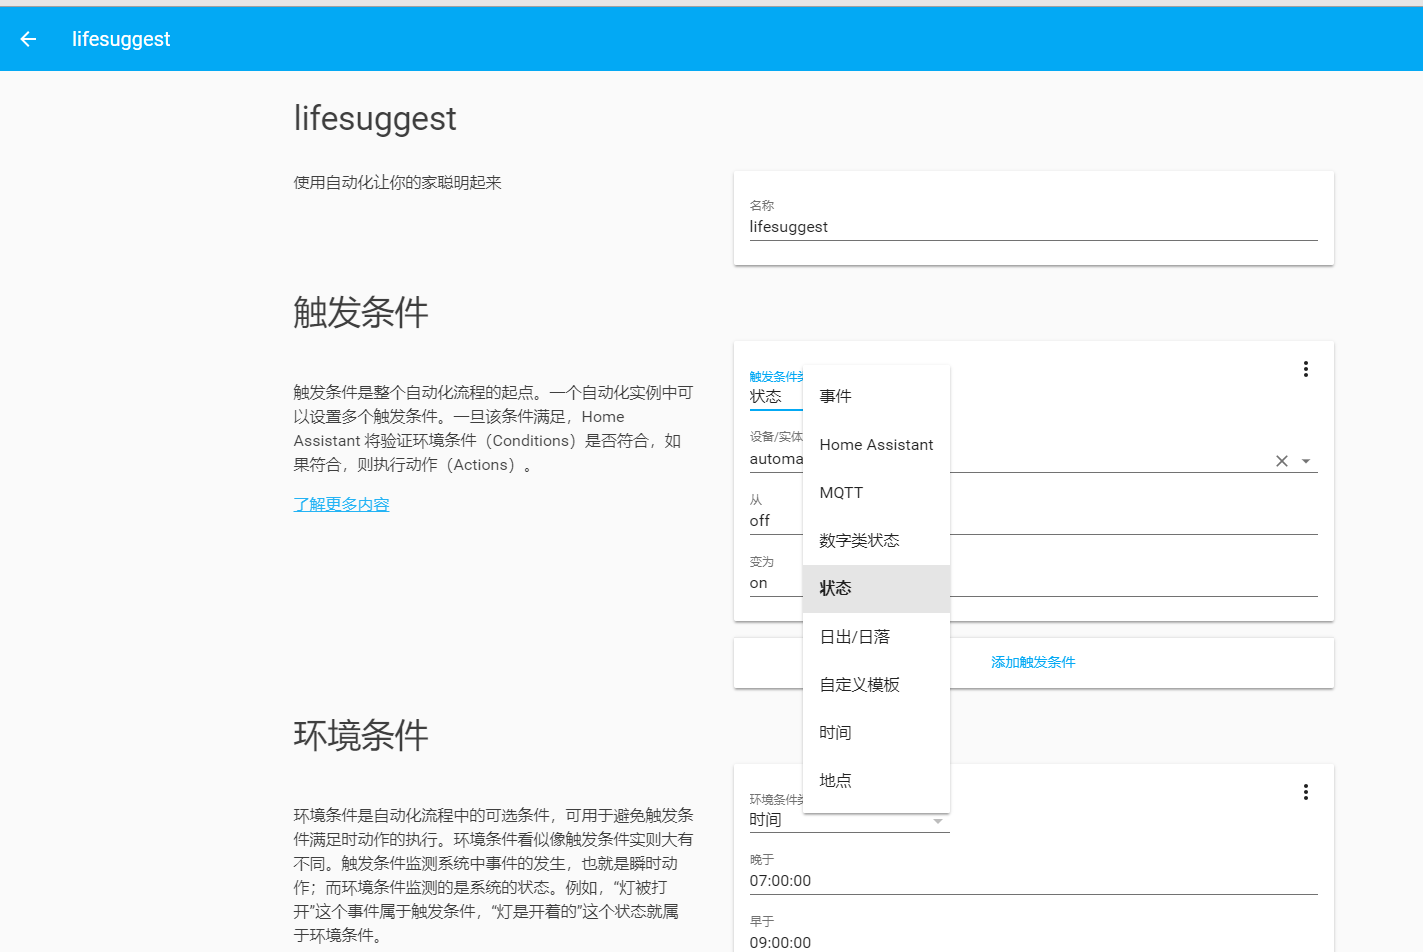 lifesuggest
lifesuggest
使用自动化让你的家聪明起来
名称
lifesuggest
触发条件
触发条件是整个自动化流程的起点。一个自动化实例中可
以设置多个触发条件。一旦该条件满足，Home
Assistant 将验证环境条件（Conditions）是否符合，如
果符合，则执行动作（Actions）。
了解更多内容
触发条件
状态
设备/实体
automa
从
off
变为
on
事件
Home Assistant
MQTT
数字类状态
状态
日出/日落
自定义模板
时间
地点
添加触发条件
环境条件
环境条件是自动化流程中的可选条件，可用于避免触发条
件满足时动作的执行。环境条件看似像触发条件实则大有
不同。触发条件监测系统中事件的发生，也就是瞬时动
作；而环境条件监测的是系统的状态。例如，“灯被打
开”这个事件属于触发条件，“灯是开着的”这个状态就属
于环境条件。
环境条件
时间
晚于
07:00:00
早于
09:00:00